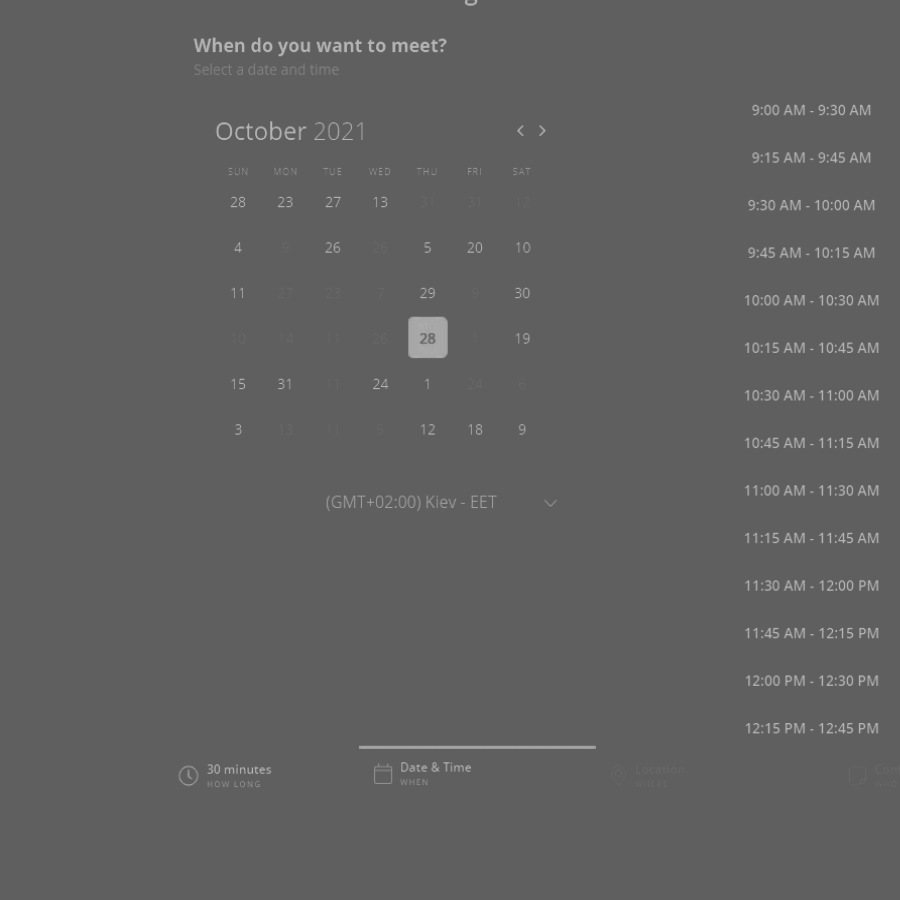 When do you want to meet?
Select a date and time
October 2021
SUN MON TUE WED THU FRI SAT
28 23 27 13 31 31 12
4 9 26 26 5 20 10
11 27 23 7 29 9 30
13 14 11 26 28 19
15 31 11 24 1 24 6
3 13 11 5 12 18 9
(GMT+02:00) Kiev - EET
9:00 AM - 9:30 AM
9:15 AM - 9:45 AM
9:30 AM - 10:00 AM
9:45 AM - 10:15 AM
10:00 AM - 10:30 AM
10:15 AM - 10:45 AM
10:30 AM - 11:00 AM
10:45 AM - 11:15 AM
11:00 AM - 11:30 AM
11:15 AM - 11:45 AM
11:30 AM - 12:00 PM
11:45 AM - 12:15 PM
12:00 PM - 12:30 PM
12:15 PM - 12:45 PM
30 minutes
HOW LONG
Date & Time
WHEN
Location
WHERE